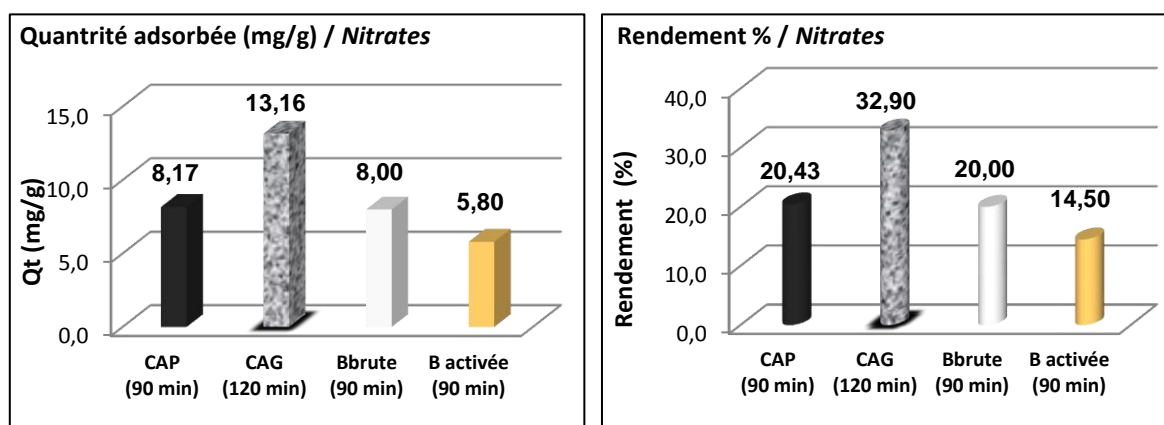 Quantrité adsorbée (mg/g) / Nitrates
15,0
10,0
5,0
0,0
Qt (mg/g)
8,17
13,16
8,00
5,80
CAP
(90 min)
CAG
(120 min)
Bbrute
(90 min)
B activée
(90 min)
Rendement % / Nitrates
40,0
30,0
20,0
10,0
0,0
Rendement (%)
20,43
32,90
20,00
14,50
CAP
(90 min)
CAG
(120 min)
Bbrute
(90 min)
B activée
(90 min)